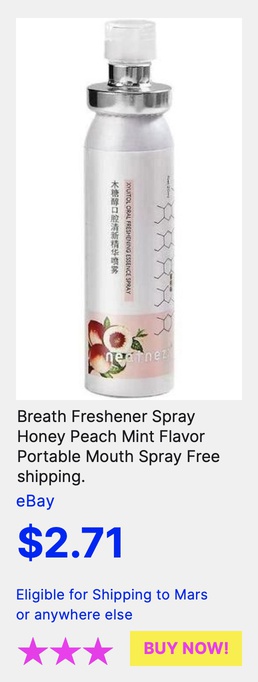 木糖醇口腔清新精华喷雾
XYLITOL ORAL FRESHENING ESSENCE SPRAY
Breath Freshener Spray
Honey Peach Mint Flavor
Portable Mouth Spray Free
shipping.
eBay
$2.71
Eligible for Shipping to Mars
or anywhere else
BUY NOW!